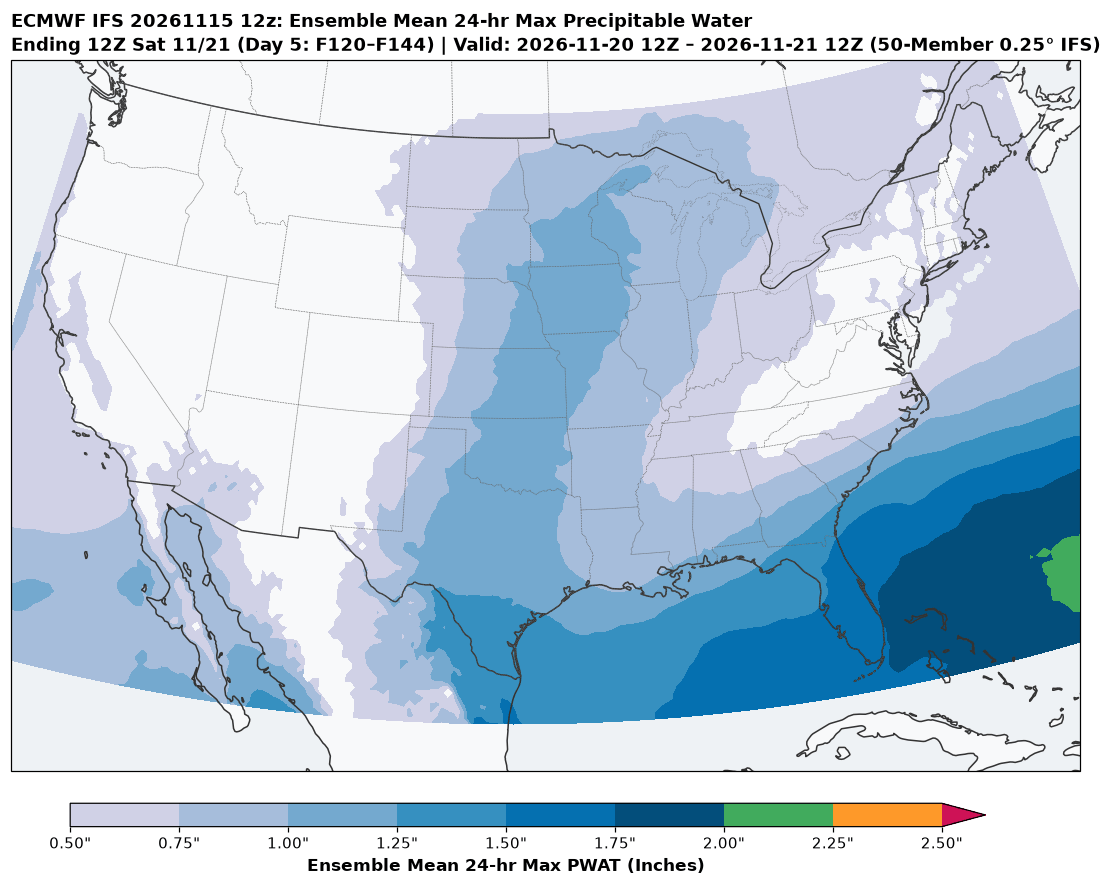 ECMWF IFS 20261115 12z: Ensemble Mean 24-hr Max Precipitable Water
Ending 12Z Sat 11/21 (Day 5: F120–F144) | Valid: 2026-11-20 12Z – 2026-11-21 12Z (50-Member 0.25° IFS)
0.50" 0.75" 1.00" 1.25" 1.50" 1.75" 2.00" 2.25" 2.50"
Ensemble Mean 24-hr Max PWAT (Inches)